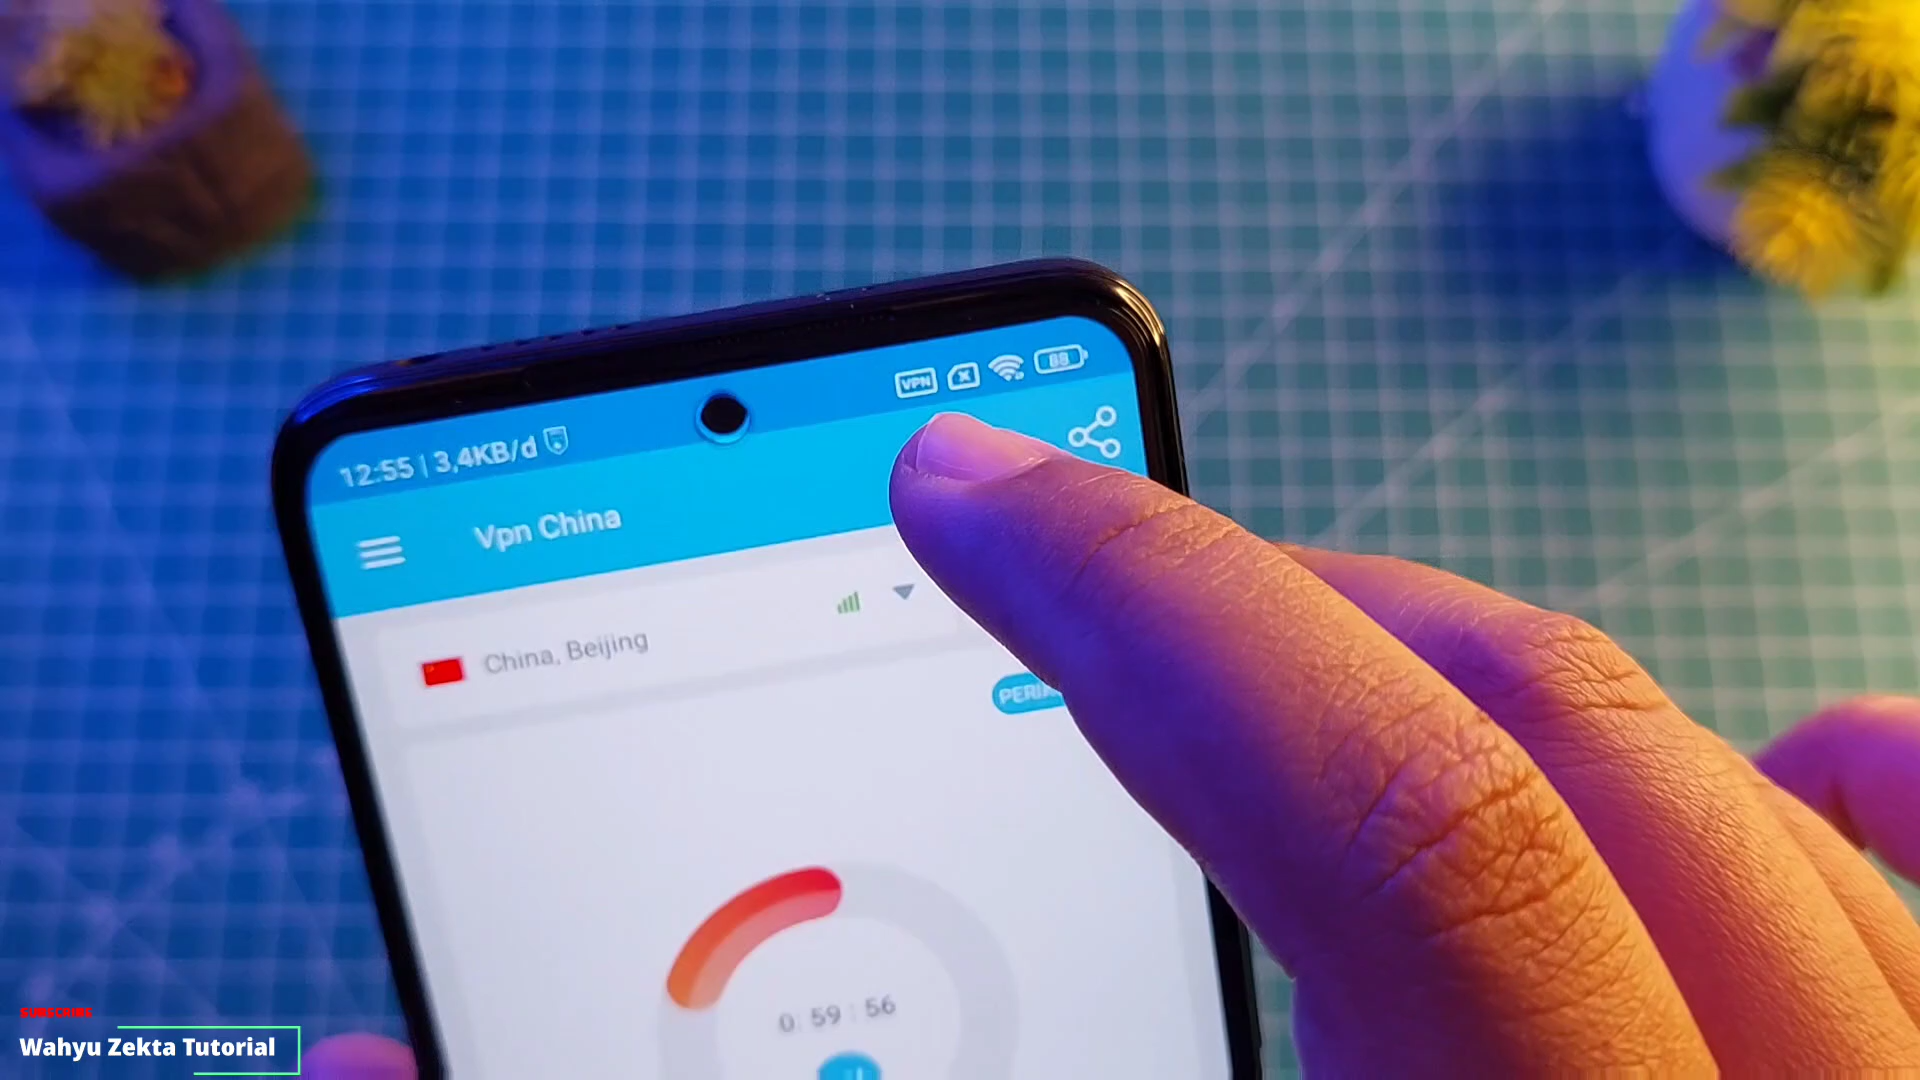 12:55 | 3,4KB/d
VPN
88
Vpn China
China, Beijing
0 : 59 : 56
SUBSCRIBE
Wahyu Zekta Tutorial